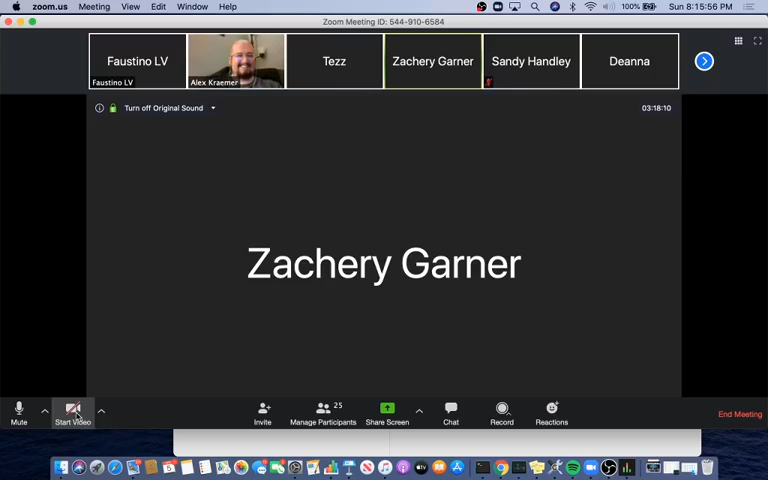 zoom.us Meeting View Edit Window Help 100% Sun 8:15:56 PM
Zoom Meeting ID: 544-910-6584
Faustino LV Tezz Zachery Garner Sandy Handley Deanna
Faustino LV Alex Kraemer
Turn off Original Sound 03:18:10
Zachery Garner
25
Mute Start Video Invite Manage Participants Share Screen Chat Record Reactions End Meeting